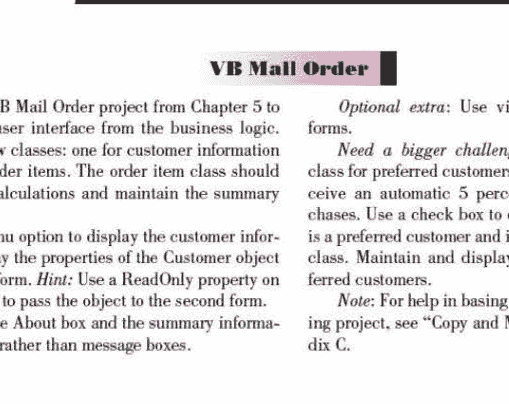 VB Mail Order
B Mail Order project from Chapter 5 to
user interface from the business logic.
w classes: one for customer information
der items. The order item class should
alculations and maintain the summary
nu option to display the customer infor-
ay the properties of the Customer object
form. Hint: Use a ReadOnly property on
to pass the object to the second form.
e About box and the summary informa-
rather than message boxes.
Optional extra: Use vi
forms.
Need a bigger challen
class for preferred customers
ceive an automatic 5 perc
chases. Use a check box to
is a preferred customer and i
class. Maintain and display
ferred customers.
Note: For help in basing
ing project, see “Copy and M
dix C.